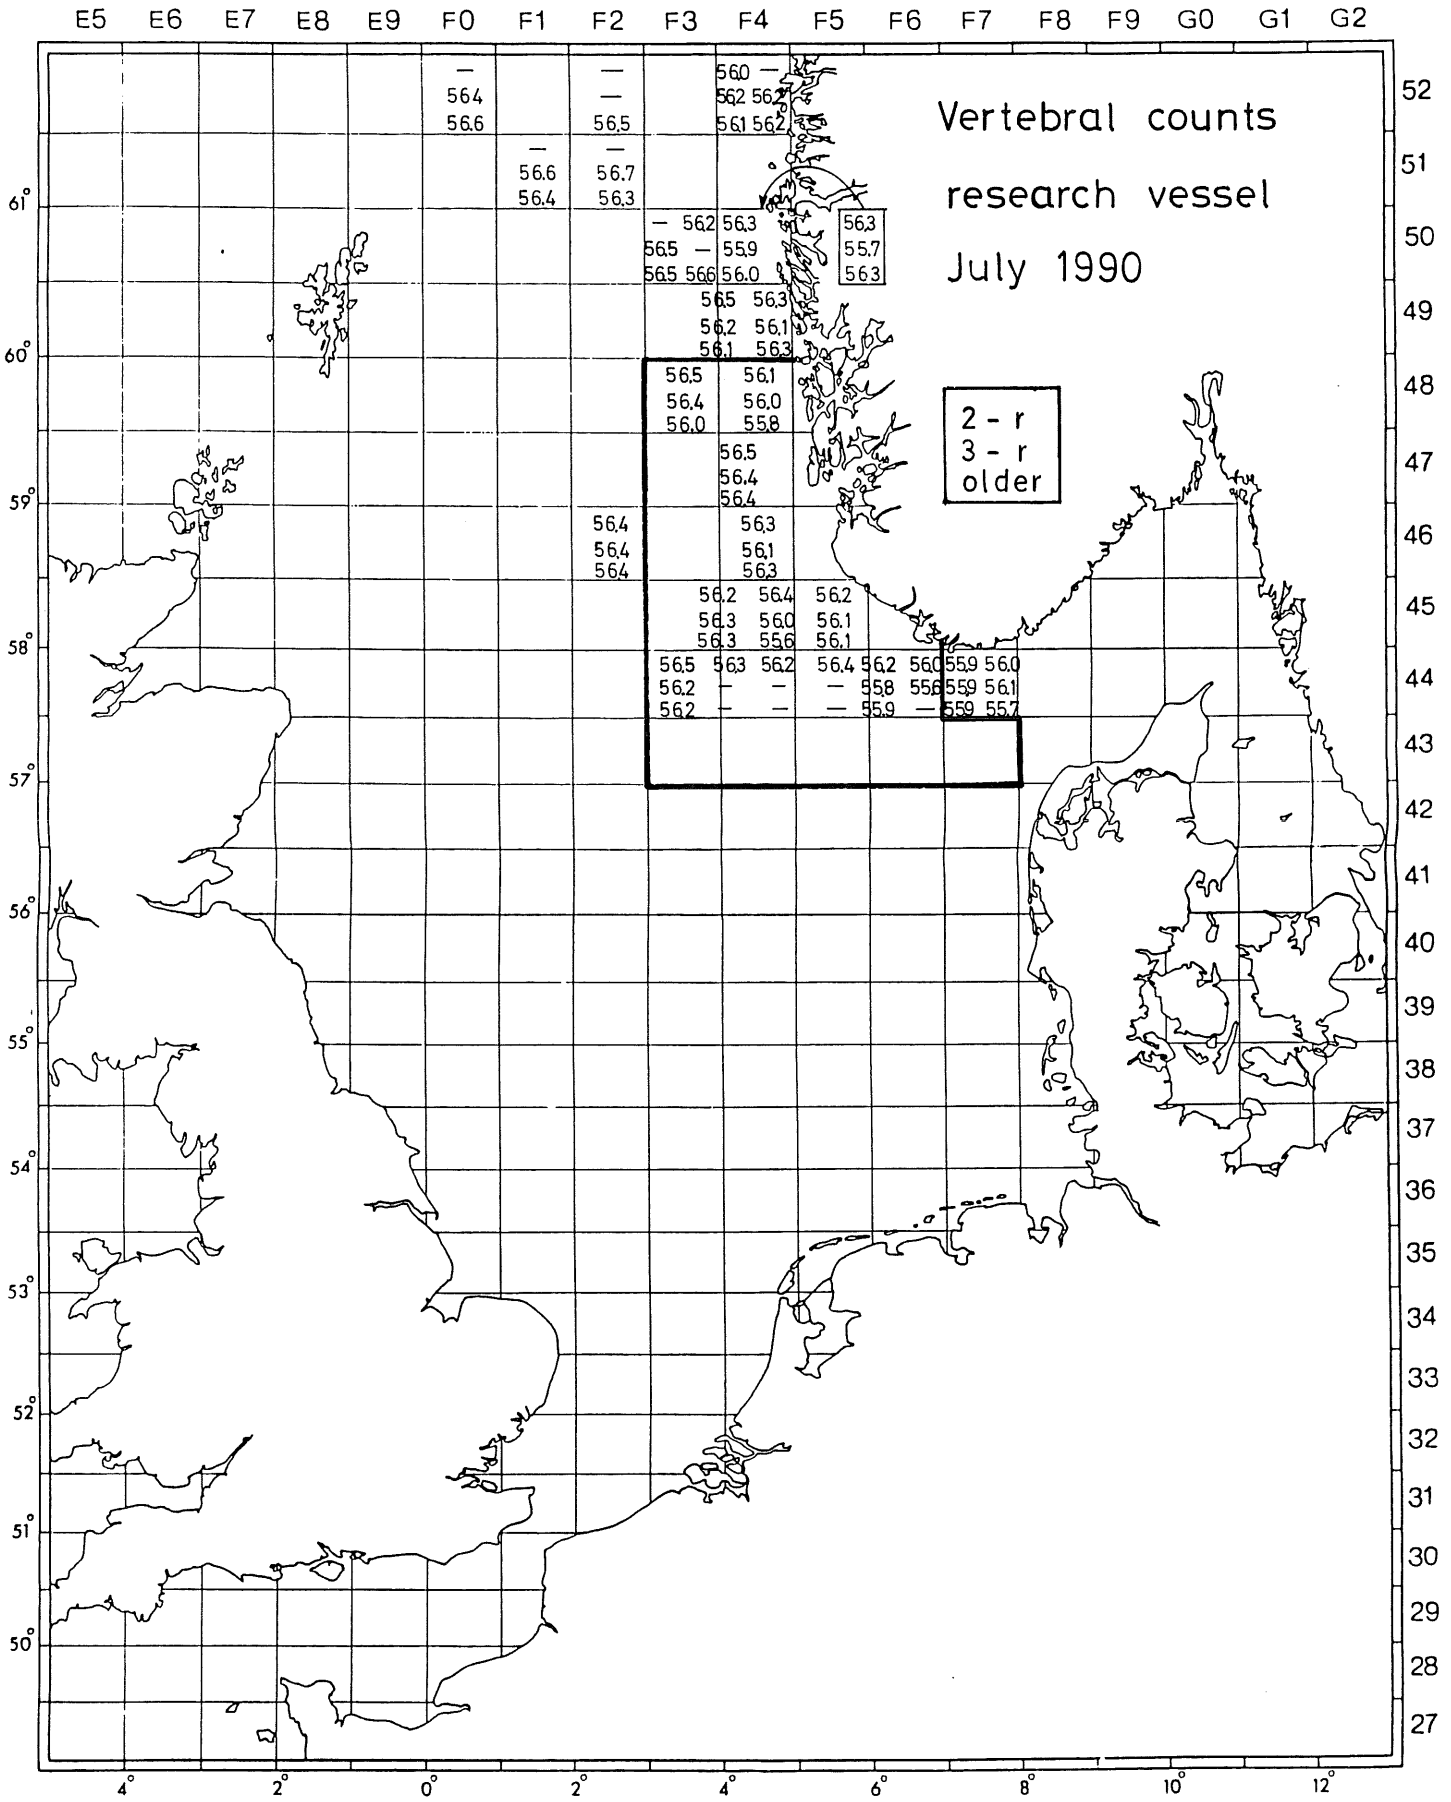 E5 E6 E7 E8 E9 F0 F1 F2 F3 F4 F5 F6 F7 F8 F9 G0 G1 G2
— — 56.0 — 52
56.4 — 56.2 56.2
56.6 56.5 56.1 56.2
Vertebral counts
— — 51
56.6 56.7
56.4 56.3
research vessel
61°
— 56.2 56.3 56.3 50
56.5 — 55.9 55.7
56.5 56.6 56.0 56.3
July 1990
56.5 56.3 49
56.2 56.1
56.1 56.3
60°
56.5 56.1 48
56.4 56.0
56.0 55.8
2 - r
3 - r
older
56.5 47
56.4
56.4
59°
56.4 56.3 46
56.4 56.1
56.4 56.3
56.2 56.4 56.2 45
56.3 56.0 56.1
56.3 55.6 56.1
58°
56.5 56.3 56.2 56.4 56.2 56.0 55.9 56.0 44
56.2 — — — 55.8 55.6 55.9 56.1
56.2 — — — 55.9 — 55.9 55.7
43
57°
42
41
56°
40
39
55°
38
37
54°
36
35
53°
34
33
52°
32
31
51°
30
29
50°
28
27
4° 2° 0° 2° 4° 6° 8° 10° 12°